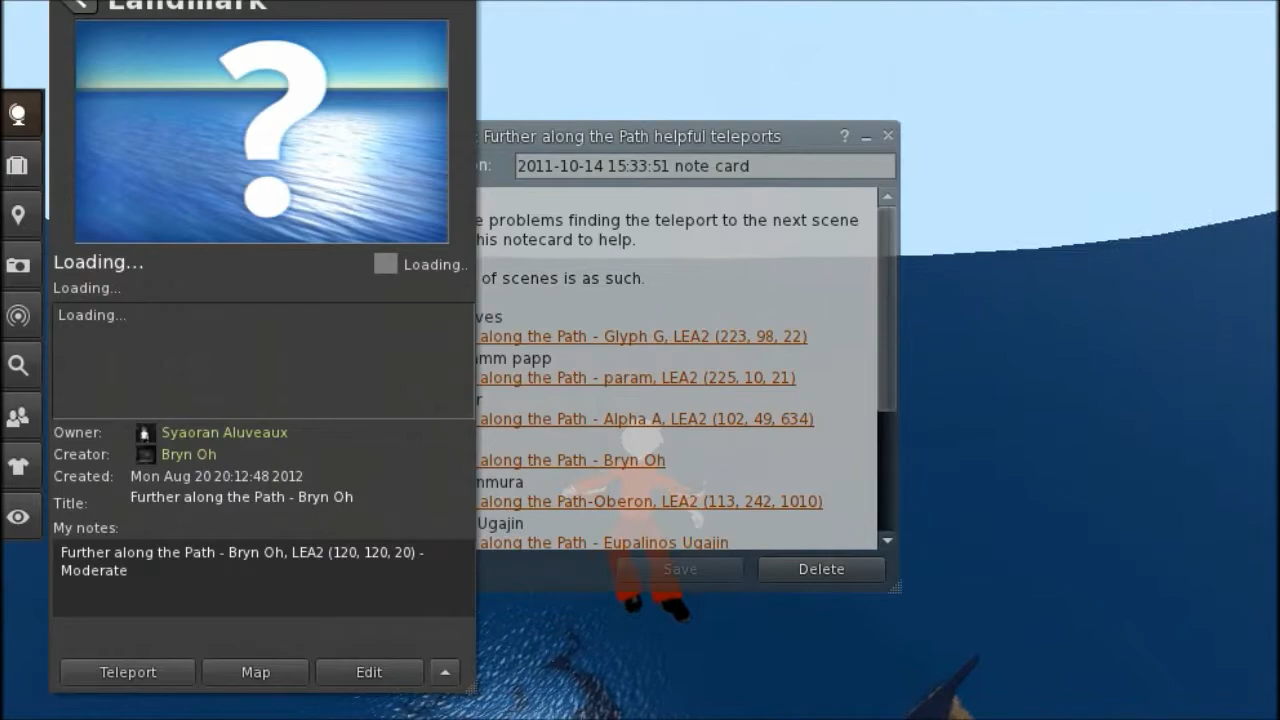 Landmark
Loading...
Loading..
Loading...
Loading...
Owner: Syaoran Aluveaux
Creator: Bryn Oh
Created: Mon Aug 20 20:12:48 2012
Title: Further along the Path - Bryn Oh
My notes:
Further along the Path - Bryn Oh, LEA2 (120, 120, 20) -
Moderate
Teleport Map Edit
Further along the Path helpful teleports ?
n: 2011-10-14 15:33:51 note card
e problems finding the teleport to the next scene
his notecard to help.
of scenes is as such.
ves
along the Path - Glyph G, LEA2 (223, 98, 22)
mm papp
along the Path - param, LEA2 (225, 10, 21)
r
along the Path - Alpha A, LEA2 (102, 49, 634)
along the Path - Bryn Oh
nmura
along the Path-Oberon, LEA2 (113, 242, 1010)
Ugajin
along the Path - Eupalinos Ugajin
Save Delete